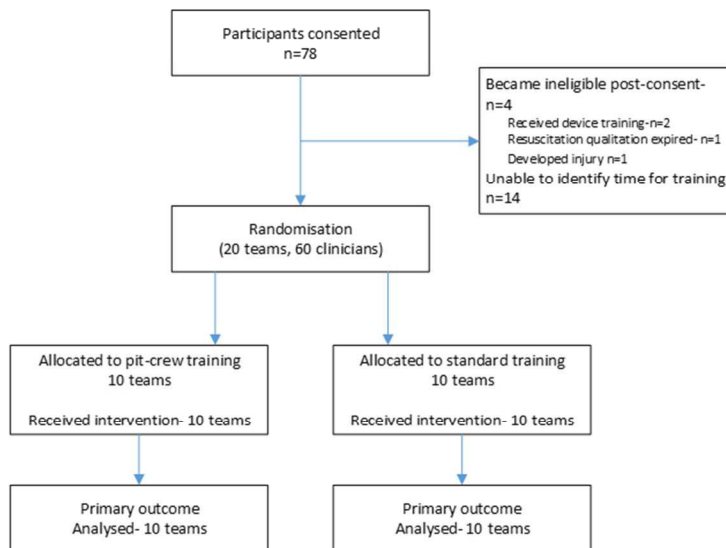 Participants consented
n=78
Became ineligible post-consent-
n=4
Received device training-n=2
Resuscitation qualitation expired- n=1
Developed injury n=1
Unable to identify time for training
n=14
Randomisation
(20 teams, 60 clinicians)
Allocated to pit-crew training
10 teams
Received intervention- 10 teams
Allocated to standard training
10 teams
Received intervention- 10 teams
Primary outcome
Analysed- 10 teams
Primary outcome
Analysed- 10 teams